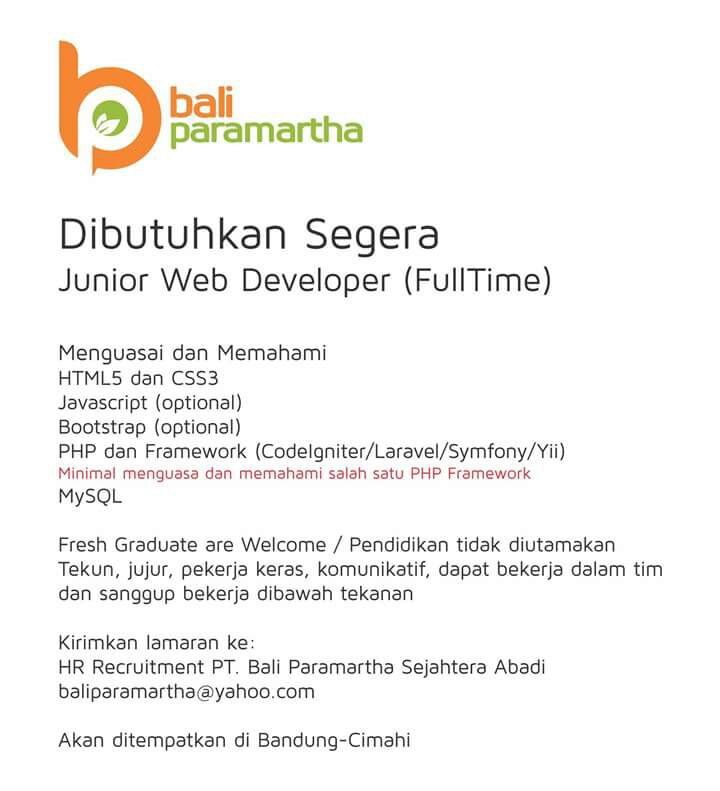 bali
paramartha
Dibutuhkan Segera
Junior Web Developer (FullTime)
Menguasai dan Memahami
HTML5 dan CSS3
Javascript (optional)
Bootstrap (optional)
PHP dan Framework (CodeIgniter/Laravel/Symfony/Yii)
Minimal menguasa dan memahami salah satu PHP Framework
MySQL
Fresh Graduate are Welcome / Pendidikan tidak diutamakan
Tekun, jujur, pekerja keras, komunikatif, dapat bekerja dalam tim
dan sanggup bekerja dibawah tekanan
Kirimkan lamaran ke:
HR Recruitment PT. Bali Paramartha Sejahtera Abadi
baliparamartha@yahoo.com
Akan ditempatkan di Bandung-Cimahi